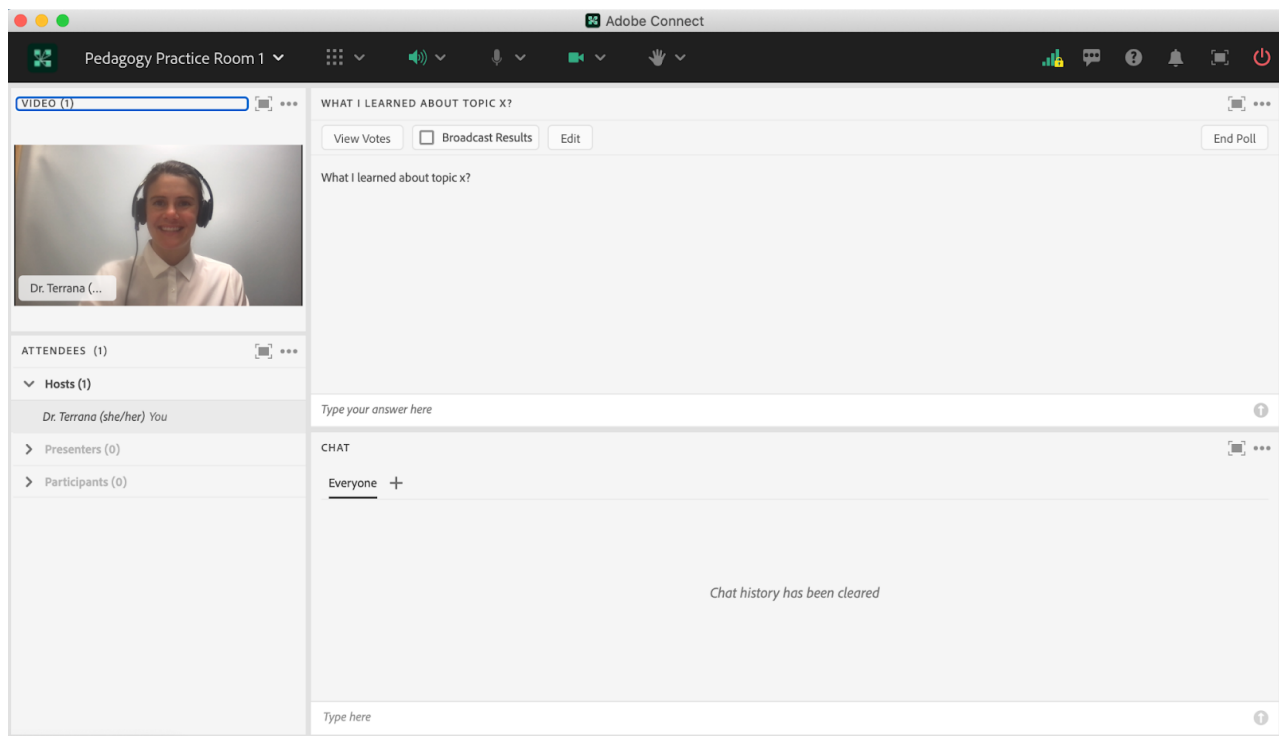 Adobe Connect
Pedagogy Practice Room 1
VIDEO (1)
Dr. Terrana (...
ATTENDEES (1)
Hosts (1)
Dr. Terrana (she/her) You
Presenters (0)
Participants (0)
WHAT I LEARNED ABOUT TOPIC X?
View Votes Broadcast Results Edit End Poll
What I learned about topic x?
Type your answer here
CHAT
Everyone
Chat history has been cleared
Type here